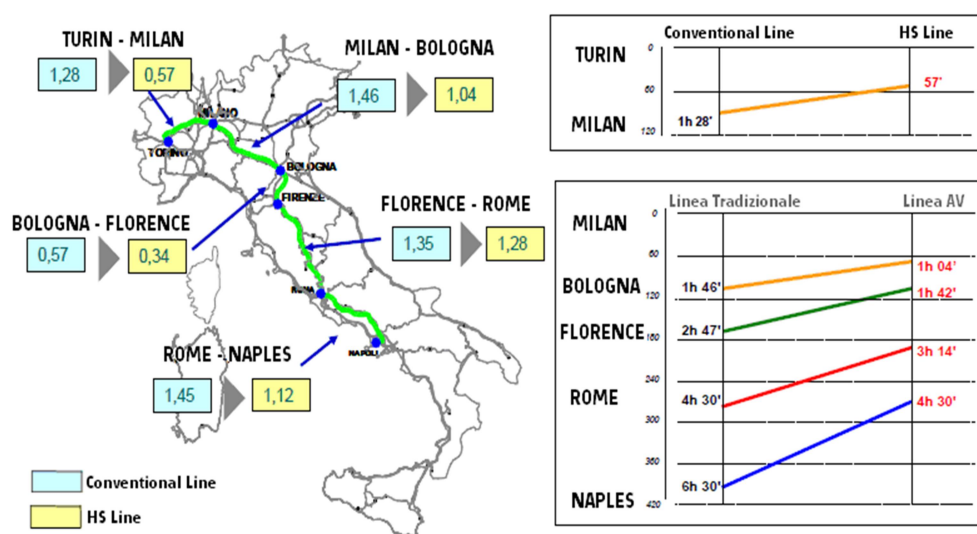 TURIN - MILAN
1,28
0,57
MILAN - BOLOGNA
1,46
1,04
TORINO
BOLOGNA
FIRENZE
BOLOGNA - FLORENCE
0,57
0,34
FLORENCE - ROME
1,35
1,28
ROMA
ROME - NAPLES
1,45
1,12
NAPOLI
Conventional Line
HS Line
Conventional Line
HS Line
TURIN
0
60
57'
MILAN
1h 28'
120
Linea Tradizionale
Linea AV
MILAN
0
60
1h 04'
BOLOGNA
1h 46'
120
1h 42'
FLORENCE
2h 47'
180
3h 14'
240
ROME
4h 30'
4h 30'
300
360
6h 30'
NAPLES
420